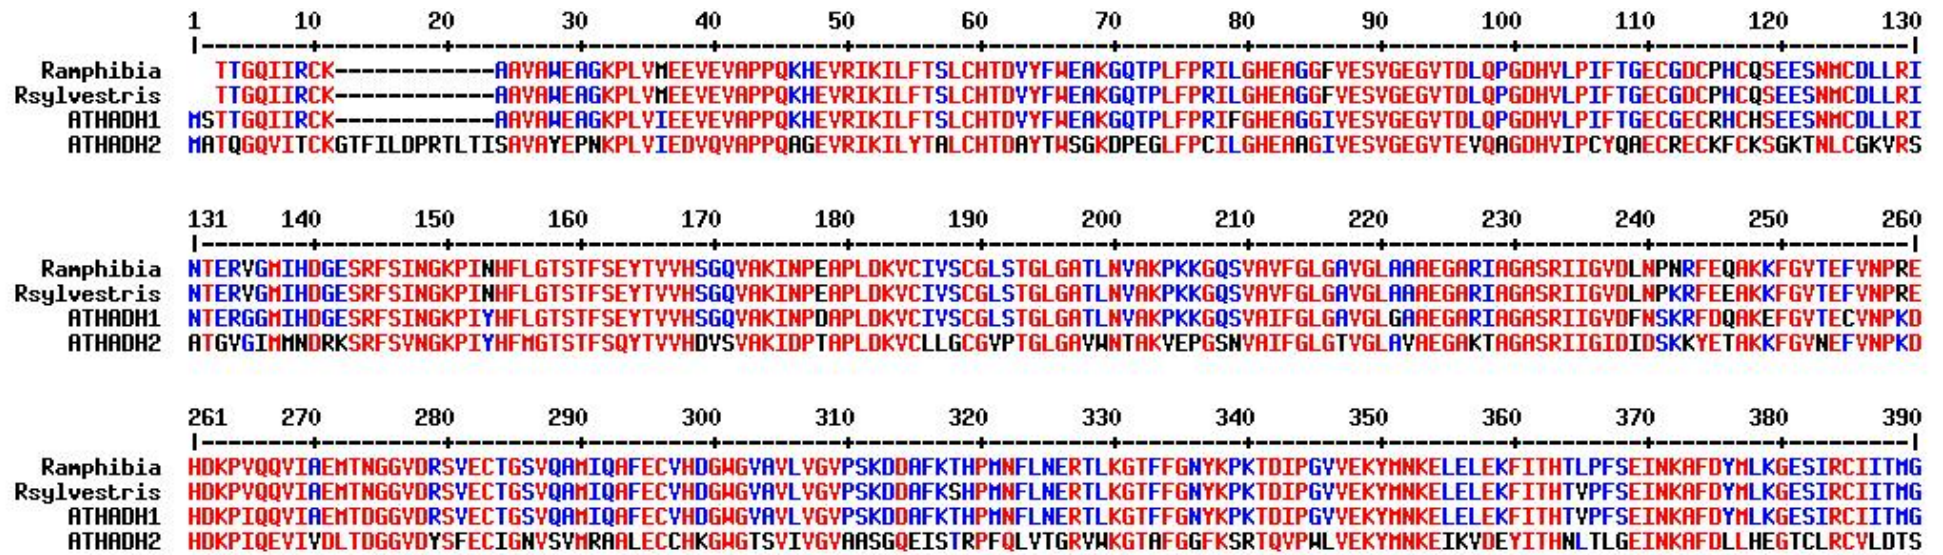 1 10 20 30 40 50 60 70 80 90 100 110 120 130
|--------+---------+---------+---------+---------+---------+---------+---------+---------+---------+---------+---------+---------|
Ramphibia TTGQIIRCK------------AAVAWEAGKPLVMEEVEVAPPQKHEVRIKILFTSLCHTDVYFWEAKGQTPLFPRILGHEAGGFVESVGEGVTDLQPGDHVLPIFTGECGDCPHCQSEESNMCDLLRI
Rsylvestris TTGQIIRCK------------AAVAWEAGKPLVMEEVEVAPPQKHEVRIKILFTSLCHTDVYFWEAKGQTPLFPRILGHEAGGFVESVGEGVTDLQPGDHVLPIFTGECGDCPHCQSEESNMCDLLRI
ATHADH1 MSTTGQIIRCK------------AAVAWEAGKPLVIEEVEVAPPQKHEVRIKILFTSLCHTDVYFWEAKGQTPLFPRIFGHEAGGIVESVGEGVTDLQPGDHVLPIFTGECGECRHCHSEESNMCDLLRI
ATHADH2 MATQGQVITCKGTFILDPRTLTISAVAYEPNKPLVIEDVQVAPPQAGEVRIKILYTALCHTDAYTWSGKDPEGLFPCILGHEAAGIVESVGEGVTEVQAGDHVIPCYQAECRECKFCKSGKTNLCGKVRS
131 140 150 160 170 180 190 200 210 220 230 240 250 260
|--------+---------+---------+---------+---------+---------+---------+---------+---------+---------+---------+---------+---------|
Ramphibia NTERVGMIHDGESRFSINGKPINHFLGTSTFSEYTVVHSGQVAKINPEAPLDKVCIVSCGLSTGLGATLNVAKPKKGQSVAVFGLGAVGLAAAEGARIAGASRIIGVDLNPNRFEQAKKFGVTEFVNPRE
Rsylvestris NTERVGMIHDGESRFSINGKPINHFLGTSTFSEYTVVHSGQVAKINPEAPLDKVCIVSCGLSTGLGATLNVAKPKKGQSVAVFGLGAVGLAAAEGARIAGASRIIGVDLNPKRFEEAKKFGVTEFVNPRE
ATHADH1 NTERGGMIHDGESRFSINGKPIYHFLGTSTFSEYTVVHSGQVAKINPDAPLDKVCIVSCGLSTGLGATLNVAKPKKGQSVAIFGLGAVGLGAAEGARIAGASRIIGVDFNSKRFDQAKEFGVTECVNPKD
ATHADH2 ATGVGIMMNDRKSRFSVNGKPIYHFMGTSTFSQYTVVHDVSVAKIDPTAPLDKVCLLGCGVPTGLGAVWNTAKVEPGSNVAIFGLGTVGLAVAEGAKTAGASRIIGIDIDSKKYETAKKFGVNEFVNPKD
261 270 280 290 300 310 320 330 340 350 360 370 380 390
|--------+---------+---------+---------+---------+---------+---------+---------+---------+---------+---------+---------+---------|
Ramphibia HDKPVQQVIAEMTNGGVDRSVECTGSVQAMIQAFECVHDGWGVAVLVGVPSKDDAFKTHPMNFLNERTLKGTFFGNYKPKTDIPGVVEKYMNKELELEKFITHTLPFSEINKAFDYMLKGESIRCIITMG
Rsylvestris HDKPVQQVIAEMTNGGVDRSVECTGSVQAMIQAFECVHDGWGVAVLVGVPSKDDAFKSHPMNFLNERTLKGTFFGNYKPKTDIPGVVEKYMNKELELEKFITHTVPFSEINKAFDYMLKGESIRCIITMG
ATHADH1 HDKPIQQVIAEMTDGGVDRSVECTGSVQAMIQAFECVHDGWGVAVLVGVPSKDDAFKTHPMNFLNERTLKGTFFGNYKPKTDIPGVVEKYMNKELELEKFITHTVPFSEINKAFDYMLKGESIRCIITMG
ATHADH2 HDKPIQEVIVDLTDGGVDYSFECIGNVSVMRAALECCHKGWGTSVIVGVAASGQEISTRPFQLVTGRVWKGTAFGGFKSRTQVPWLVEKYMNKEIKVDEYITHNLTLGEINKAFDLLHEGTCLRCVLDTS